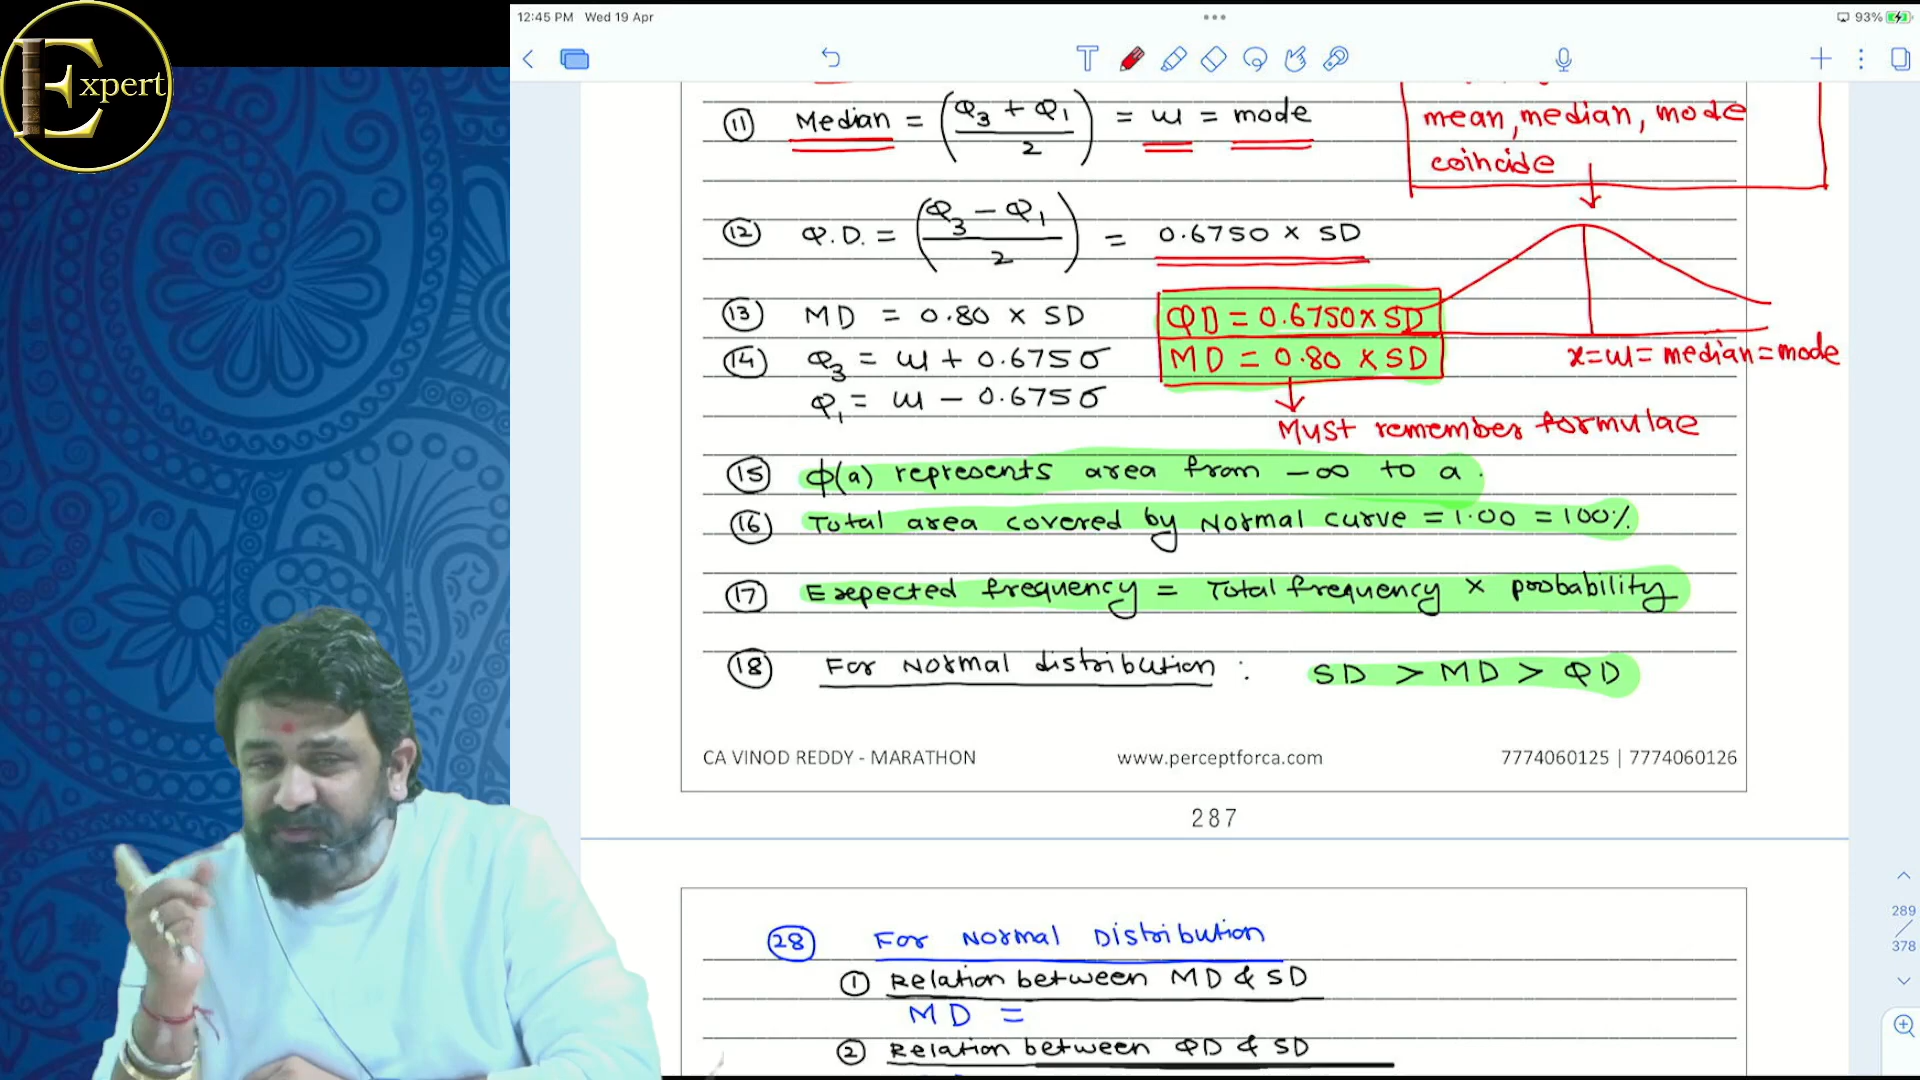 Expert
12:45 PM Wed 19 Apr
93%
⑪ Median = (Q₃ + Q₁ / 2) = μ = mode
mean, median, mode
coincide
⑫ Q.D. = (Q₃ − Q₁ / 2) = 0.6750 × SD
⑬ MD = 0.80 × SD
QD = 0.6750 × SD
⑭ Q₃ = μ + 0.675σ
MD = 0.80 × SD
x = μ = median = mode
Q₁ = μ − 0.675σ
Must remember formulae
⑮ ϕ(a) represents area from −∞ to a.
⑯ Total area covered by Normal curve = 1.00 = 100%
⑰ Expected frequency = Total frequency × probability
⑱ For Normal distribution : SD > MD > QD
CA VINOD REDDY - MARATHON www.perceptforca.com 7774060125 | 7774060126
287
289
378
㉘ For Normal Distribution
① Relation between MD & SD
MD =
② Relation between QD & SD